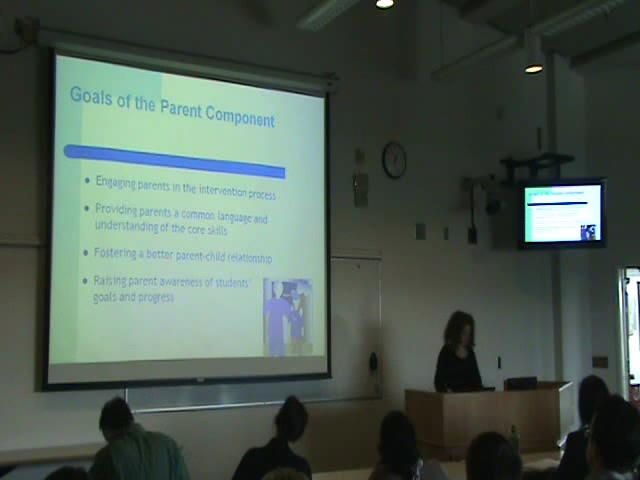 Goals of the Parent Component
• Engaging parents in the intervention process
• Providing parents a common language and
understanding of the core skills
• Fostering a better parent-child relationship
• Raising parent awareness of students'
goals and progress